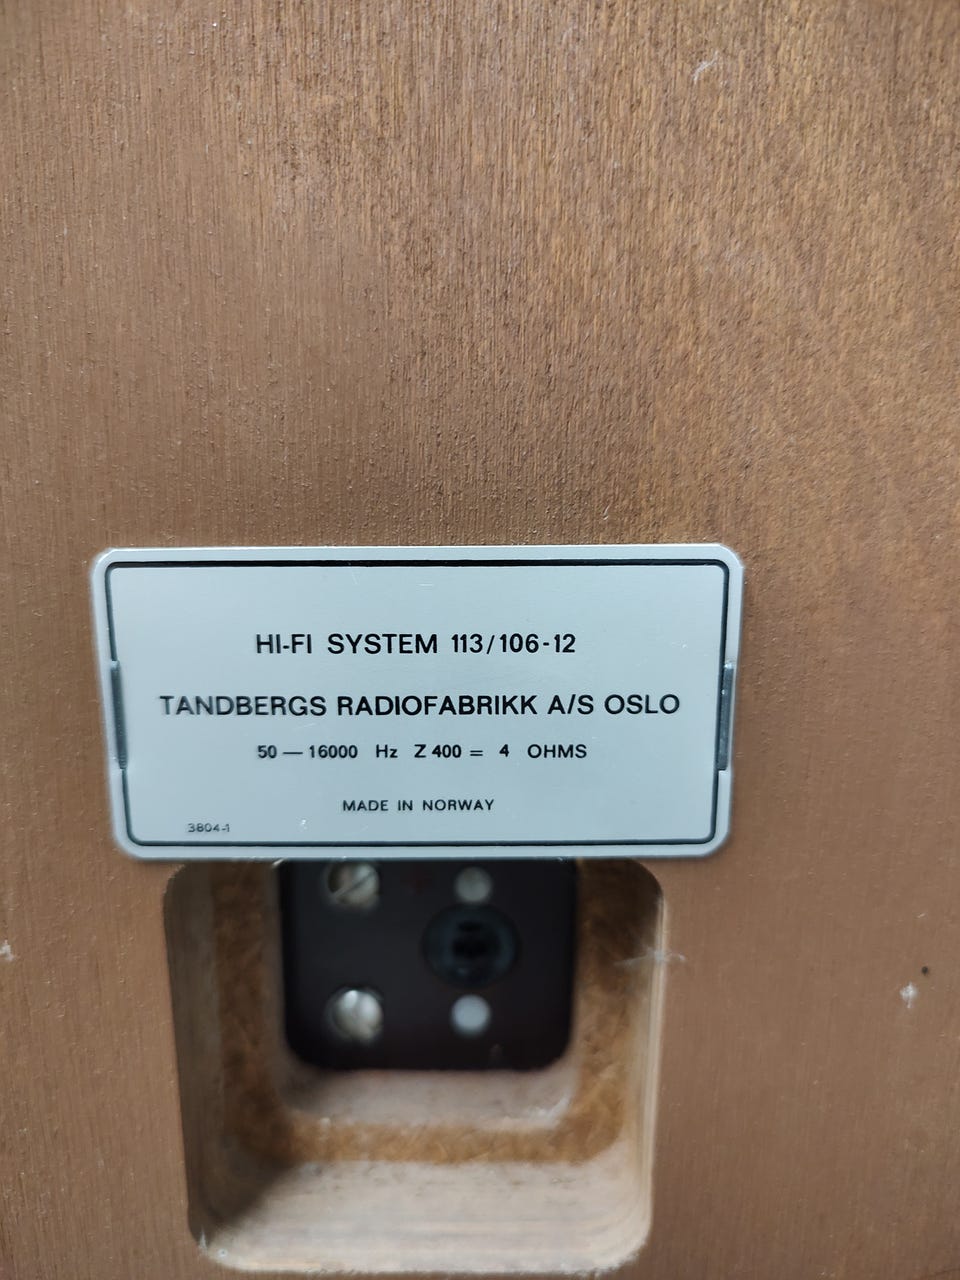 HI-FI SYSTEM 113/106-12
TANDBERGS RADIOFABRIKK A/S OSLO
50 — 16000 Hz Z 400 = 4 OHMS
MADE IN NORWAY
3804-1